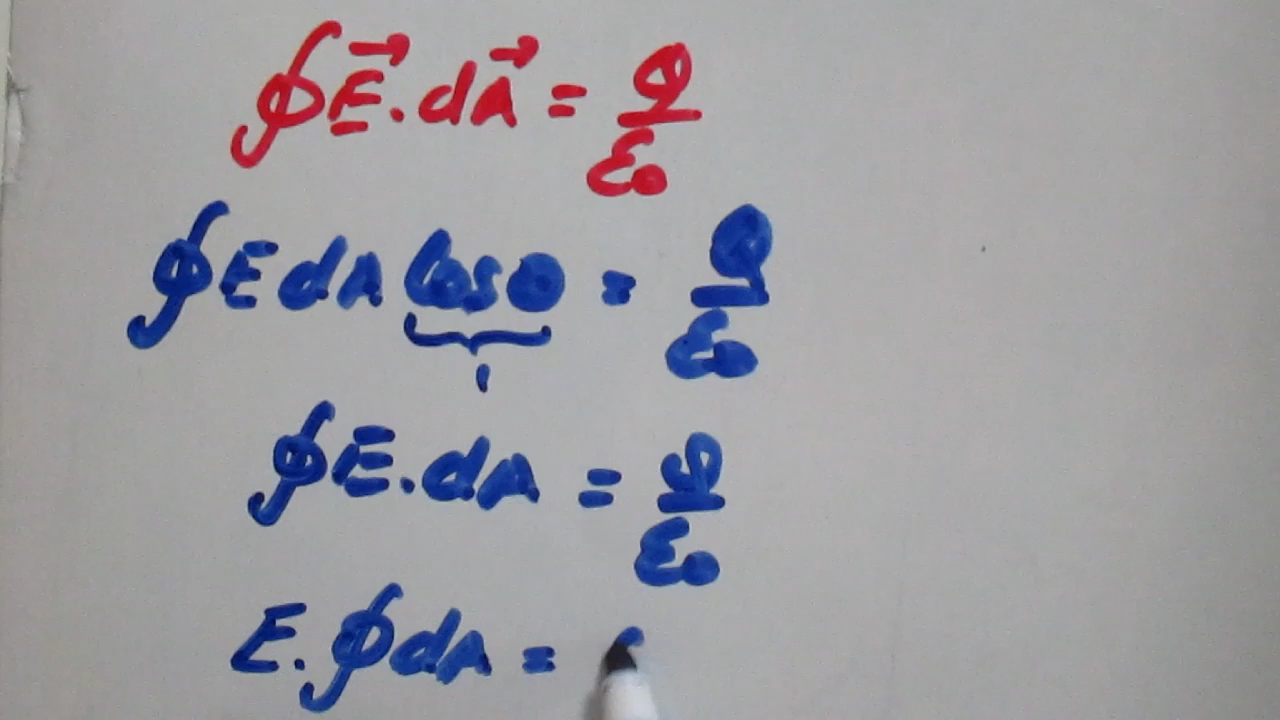 ∮E⃗.dA⃗ = Q/ε₀
∮E dA Cosθ = Q/ε₀
1
∮E.dA = Q/ε₀
E.∮dA =